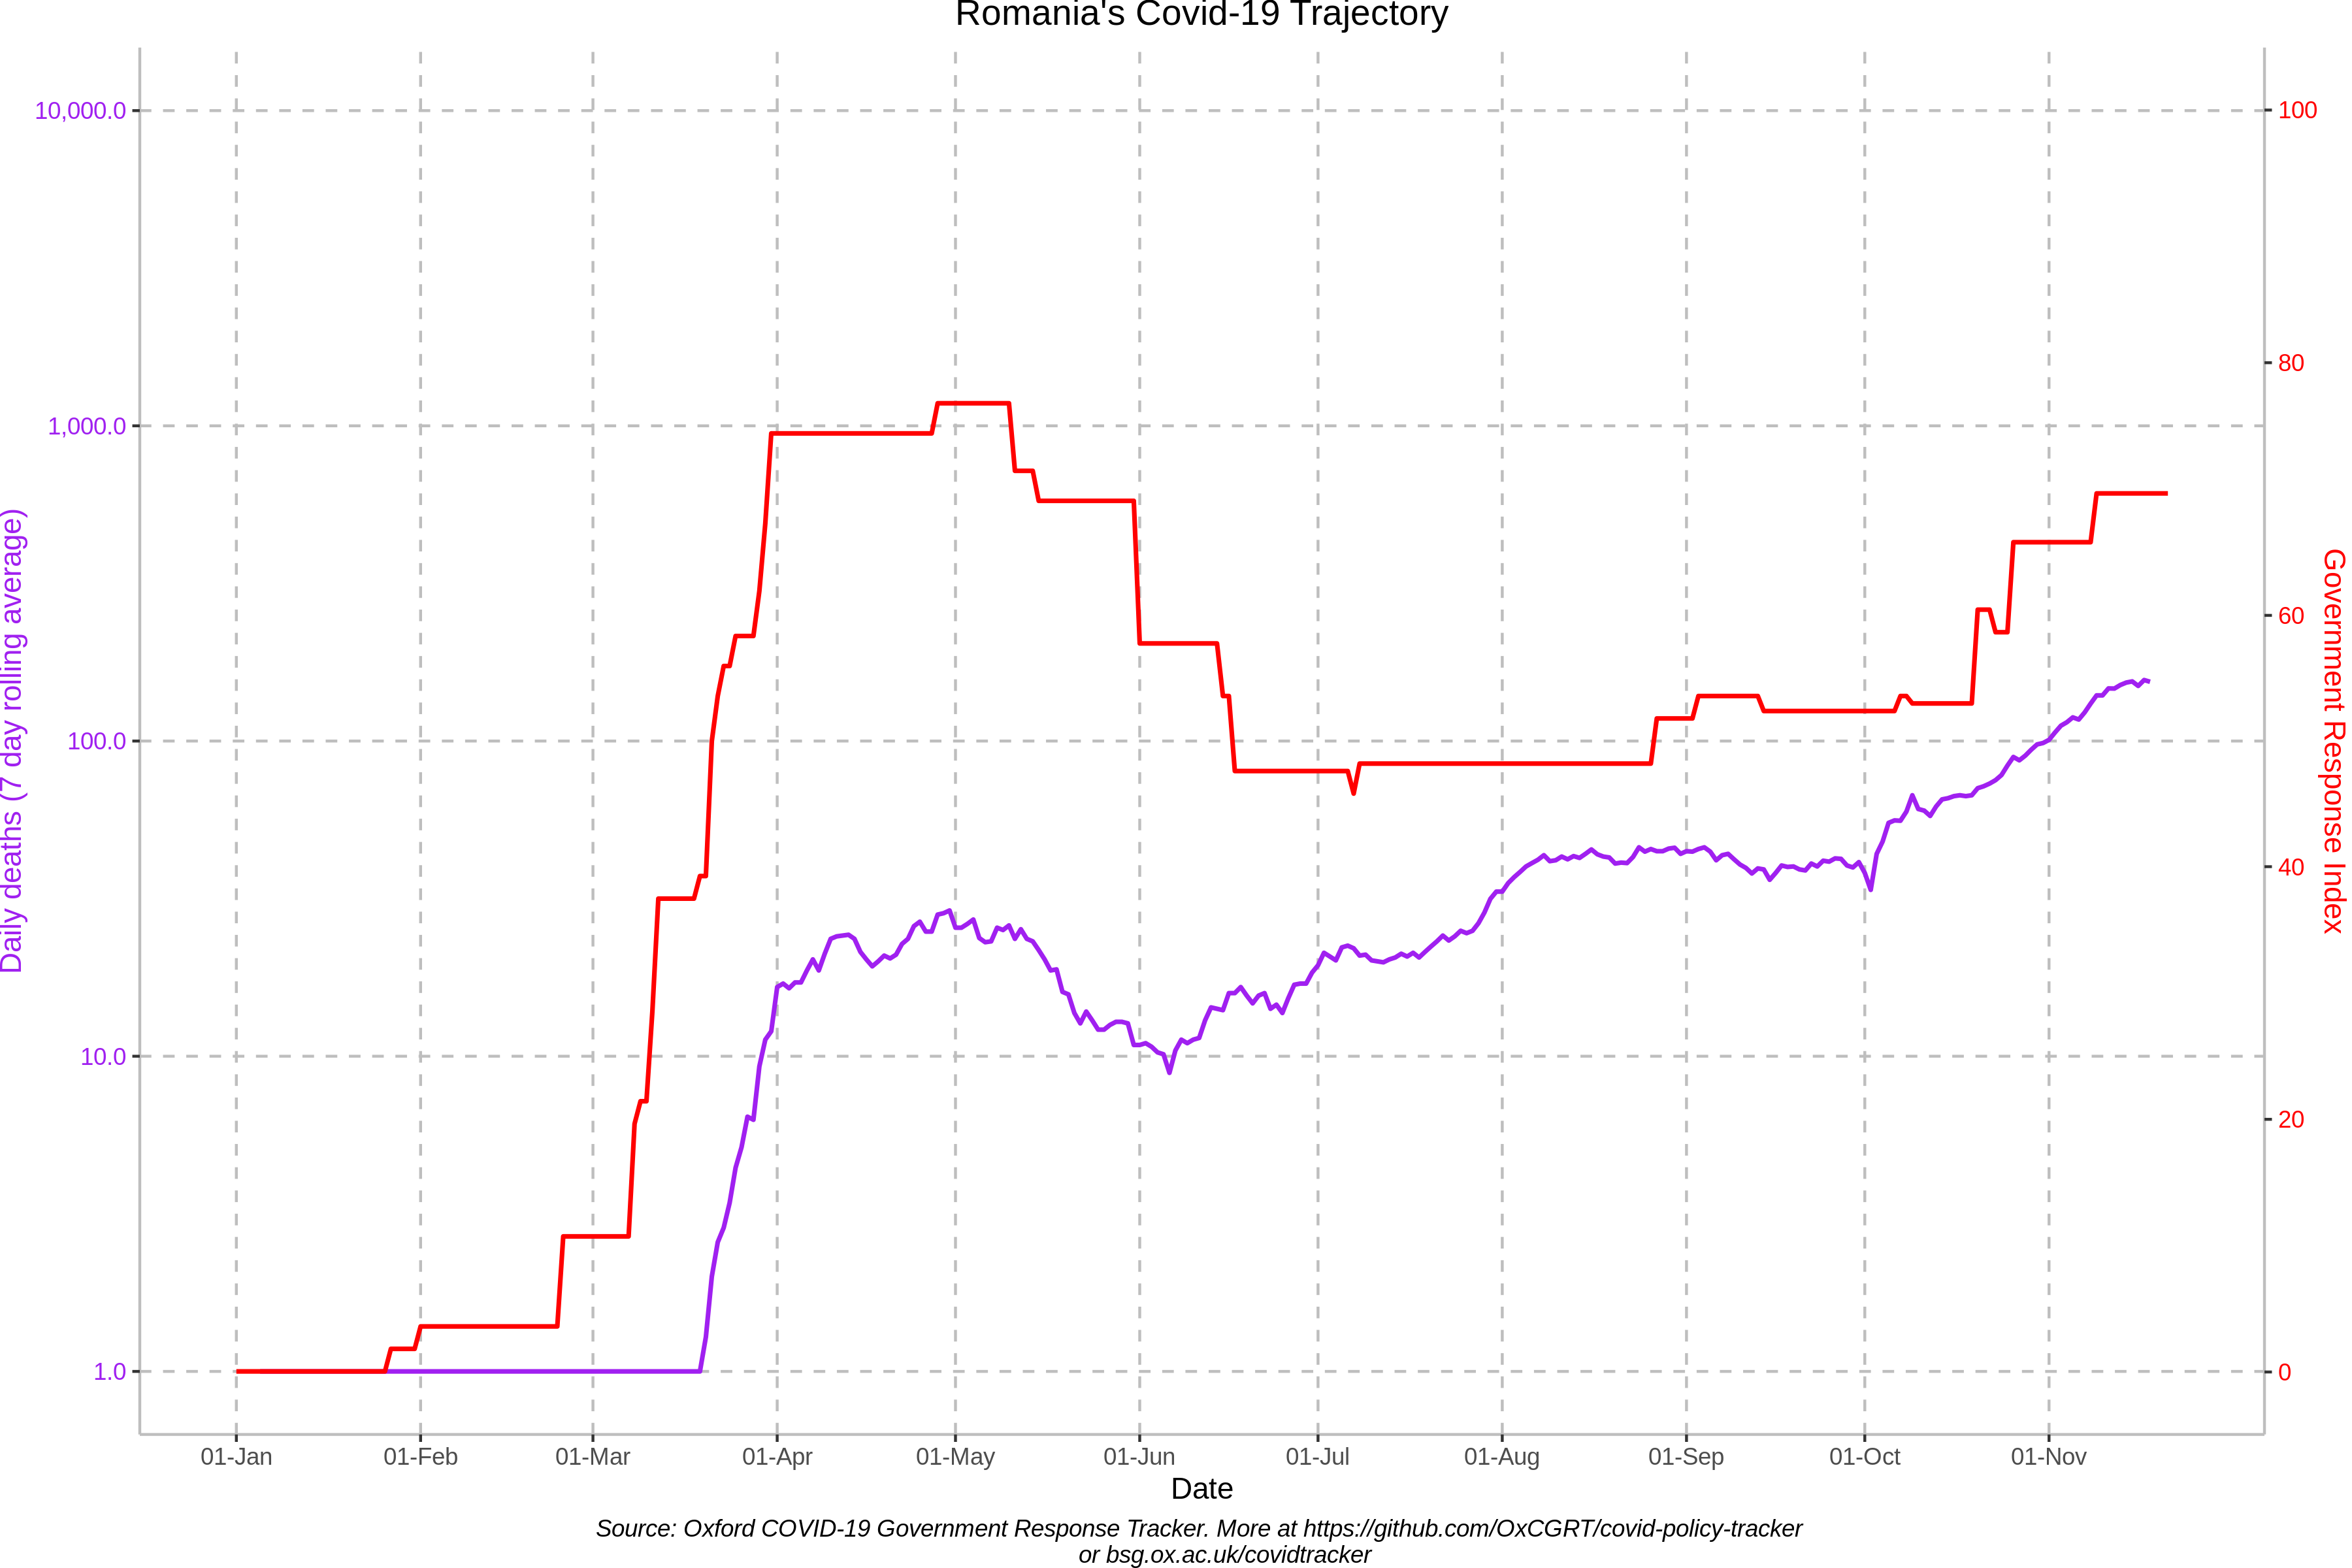 Romania's Covid-19 Trajectory
10,000.0
1,000.0
100.0
10.0
1.0
Daily deaths (7 day rolling average)
100
80
60
40
20
0
Government Response Index
01-Jan 01-Feb 01-Mar 01-Apr 01-May 01-Jun 01-Jul 01-Aug 01-Sep 01-Oct 01-Nov
Date
Source: Oxford COVID-19 Government Response Tracker. More at https://github.com/OxCGRT/covid-policy-tracker
or bsg.ox.ac.uk/covidtracker